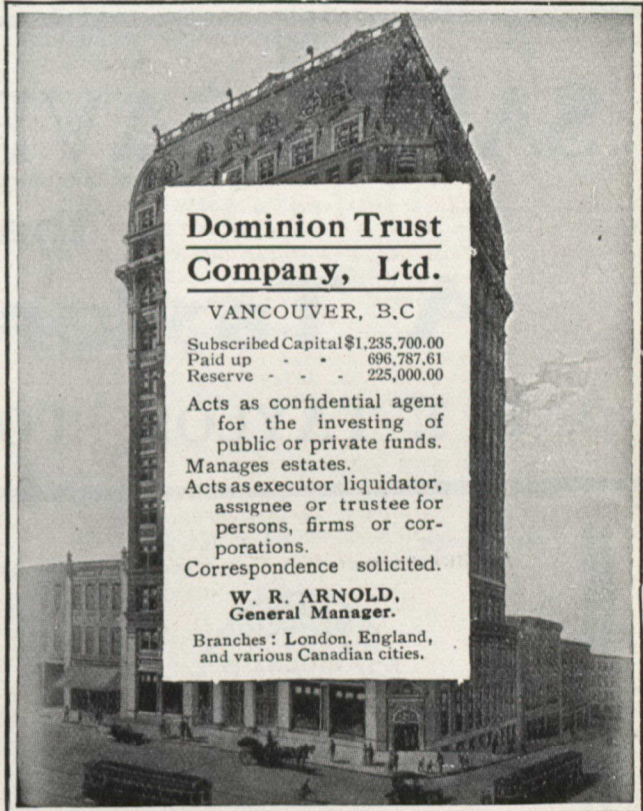 Dominion Trust
Company, Ltd.
VANCOUVER, B,C
Subscribed Capital $1,235,700.00
Paid up - - 696,787,61
Reserve - - - 225,000.00
Acts as confidential agent
for the investing of
public or private funds.
Manages estates.
Acts as executor liquidator,
assignee or trustee for
persons, firms or cor-
porations.
Correspondence solicited.
W. R. ARNOLD,
General Manager.
Branches: London, England,
and various Canadian cities.